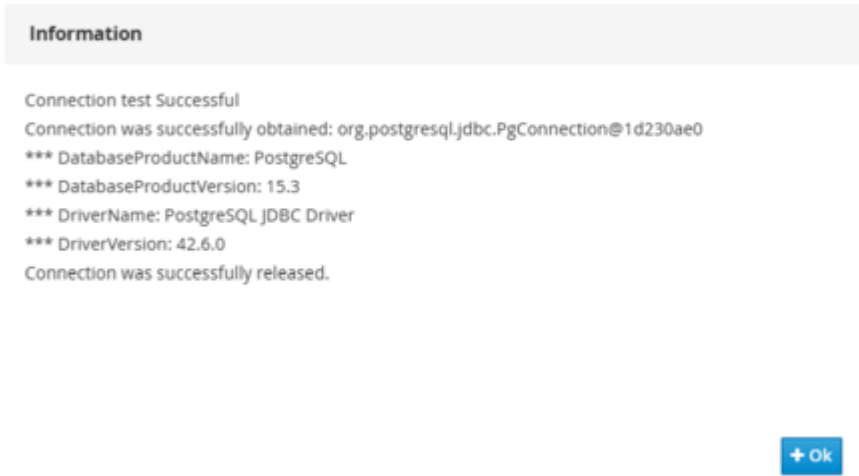 Information
Connection test Successful
Connection was successfully obtained: org.postgresql.jdbc.PgConnection@1d230ae0
*** DatabaseProductName: PostgreSQL
*** DatabaseProductVersion: 15.3
*** DriverName: PostgreSQL JDBC Driver
*** DriverVersion: 42.6.0
Connection was successfully released.
+ Ok